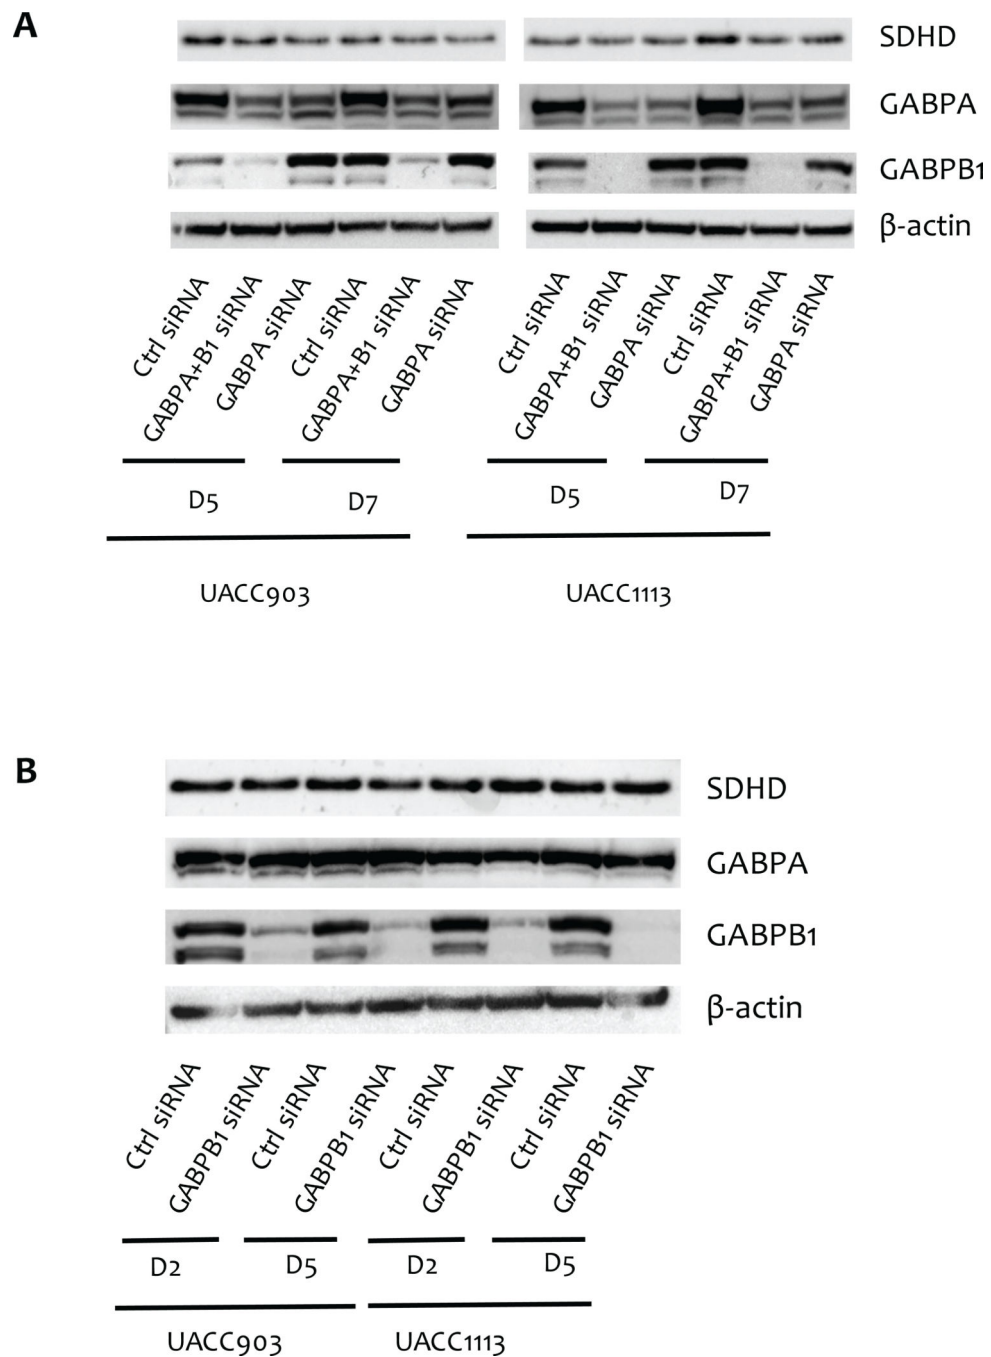 A
SDHD
GABPA
GABPB1
β-actin
Ctrl siRNA
GABPA+B1 siRNA
GABPA siRNA
Ctrl siRNA
GABPA+B1 siRNA
GABPA siRNA
Ctrl siRNA
GABPA+B1 siRNA
GABPA siRNA
Ctrl siRNA
GABPA+B1 siRNA
GABPA siRNA
D5
D7
D5
D7
UACC903
UACC1113
B
SDHD
GABPA
GABPB1
β-actin
Ctrl siRNA
GABPB1 siRNA
Ctrl siRNA
GABPB1 siRNA
Ctrl siRNA
GABPB1 siRNA
Ctrl siRNA
GABPB1 siRNA
D2
D5
D2
D5
UACC903
UACC1113